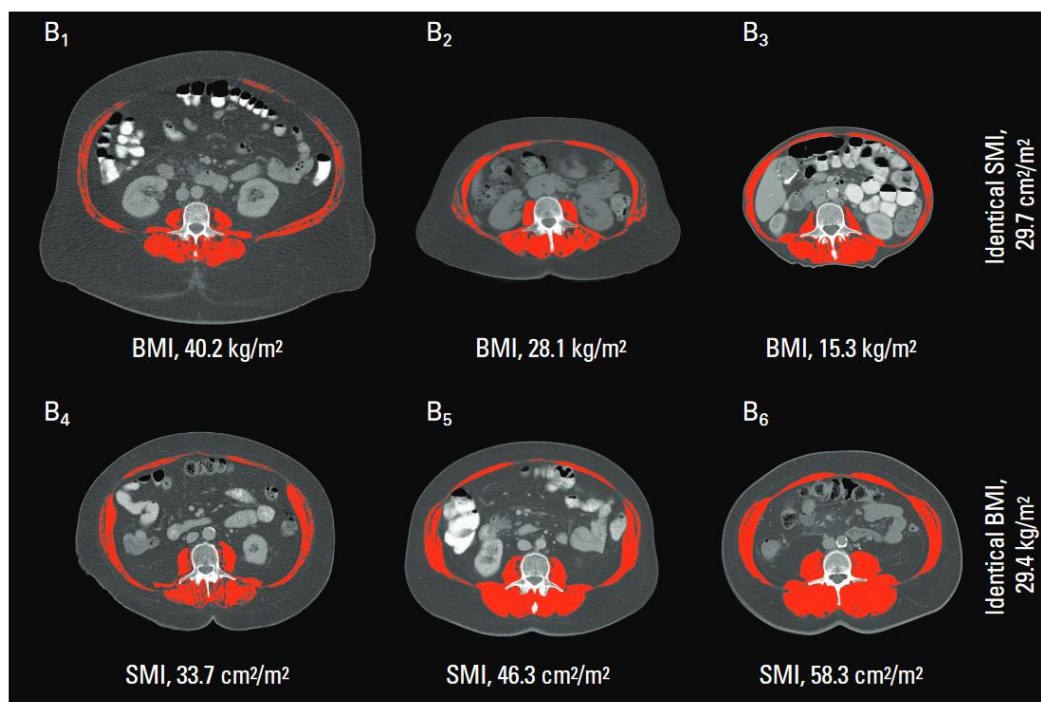 B₁
B₂
B₃
Identical SMI,
29.7 cm²/m²
BMI, 40.2 kg/m²
BMI, 28.1 kg/m²
BMI, 15.3 kg/m²
B₄
B₅
B₆
Identical BMI,
29.4 kg/m²
SMI, 33.7 cm²/m²
SMI, 46.3 cm²/m²
SMI, 58.3 cm²/m²